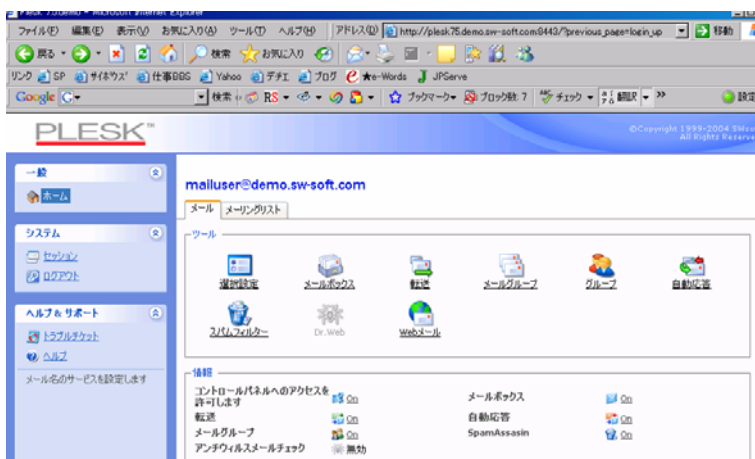 Plesk 7.5.demo - Microsoft Internet Explorer
ファイル(F) 編集(E) 表示(V) お気に入り(A) ツール(T) ヘルプ(H) アドレス(D) http://plesk75.demo.sw-soft.com:8443/?previous_page=login_up 移動
戻る 検索 お気に入り
リンク SP サイホウズ' 仕事BBS Yahoo デチエ ブログ ★e-Words JPServe
Google 検索 RS ブックマーク ブロック数: 7 チェック 翻訳 設定
PLESK™
©Copyright 1999-2004 SWso
All Rights Reserve
一般
ホーム
システム
セッション
ログアウト
ヘルプ&サポート
トラブルチケット
ヘルプ
メール名のサービスを設定します
mailuser@demo.sw-soft.com
メール メーリングリスト
ツール
選択設定 メールボックス 転送 メールグループ グループ 自動応答
スパムフィルター Dr.Web Webメール
情報
コントロールパネルへのアクセスを許可します On メールボックス On
転送 On 自動応答 On
メールグループ On SpamAssasin On
アンチウィルスメールチェック 無効